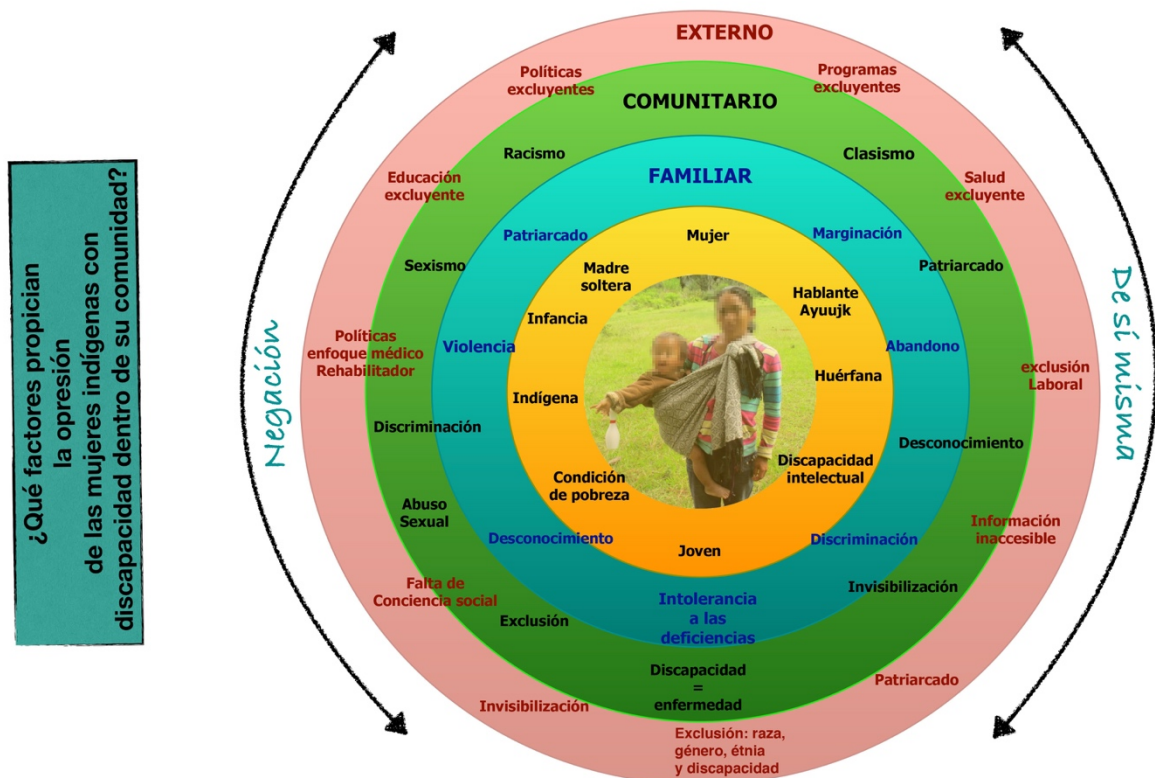 ¿Qué factores propician
la opresión
de las mujeres indígenas con
discapacidad dentro de su comunidad?
Negación
De sí misma
EXTERNO
Políticas
excluyentes
Programas
excluyentes
Educación
excluyente
Salud
excluyente
Políticas
enfoque médico
Rehabilitador
exclusión
Laboral
Información
inaccesible
Falta de
Conciencia social
Invisibilización
Patriarcado
Exclusión: raza,
género, étnia
y discapacidad
COMUNITARIO
Racismo
Clasismo
Sexismo
Patriarcado
Discriminación
Desconocimiento
Abuso
Sexual
Invisibilización
Exclusión
Discapacidad
=
enfermedad
FAMILIAR
Patriarcado
Marginación
Violencia
Abandono
Desconocimiento
Discriminación
Intolerancia
a las
deficiencias
Mujer
Madre
soltera
Hablante
Ayuujk
Infancia
Huérfana
Indígena
Discapacidad
intelectual
Condición
de pobreza
Joven